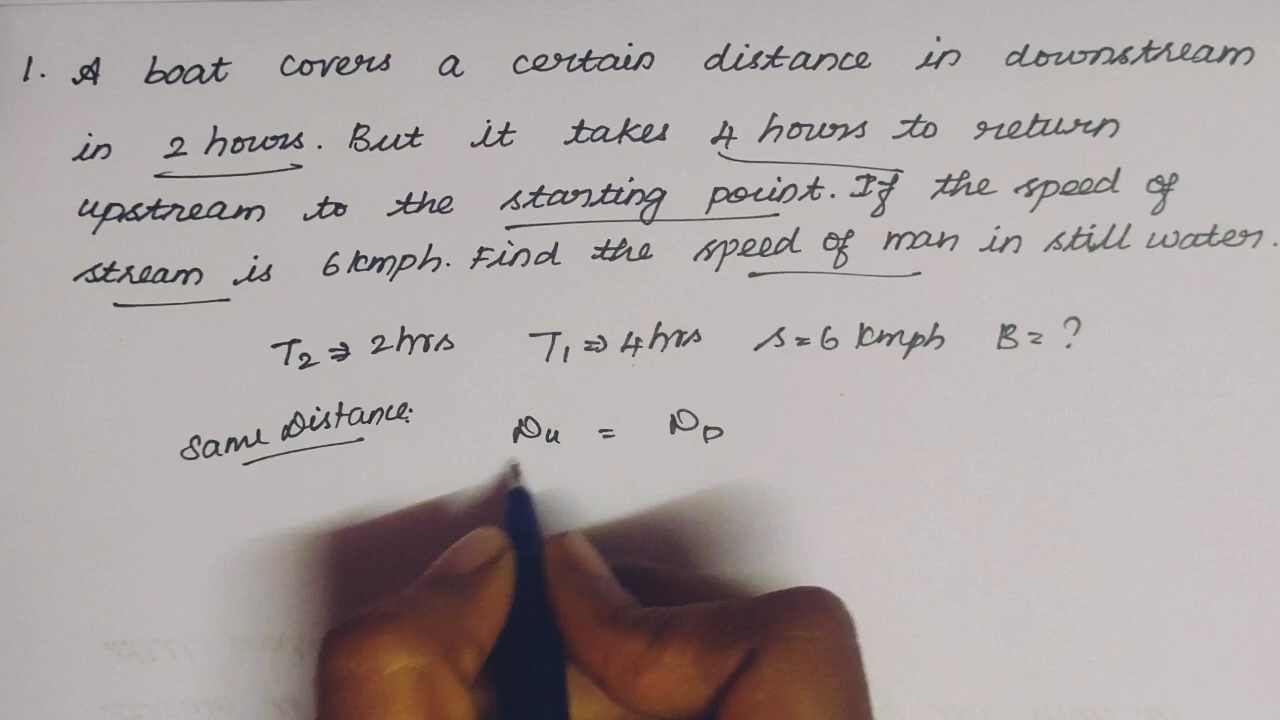 1. A boat covers a certain distance in downstream
in 2 hours. But it takes 4 hours to return
upstream to the starting point. If the speed of
stream is 6 kmph. Find the speed of man in still water.
T₂ ⇒ 2 hrs T₁ ⇒ 4 hrs s = 6 kmph B = ?
Same Distance: Du = DD